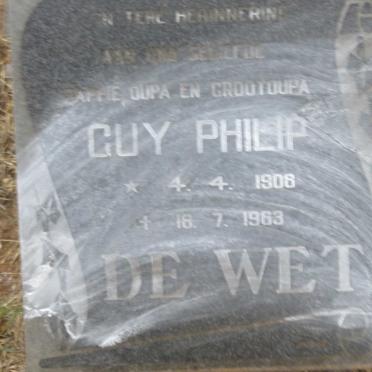 IN TERE HERINNERING
AAN ONS GELIEFDE
PAPPIE, OUPA EN GROOTOUPA
GUY PHILIP
* 4. 4. 1906
+ 16. 7. 1963
DE WET